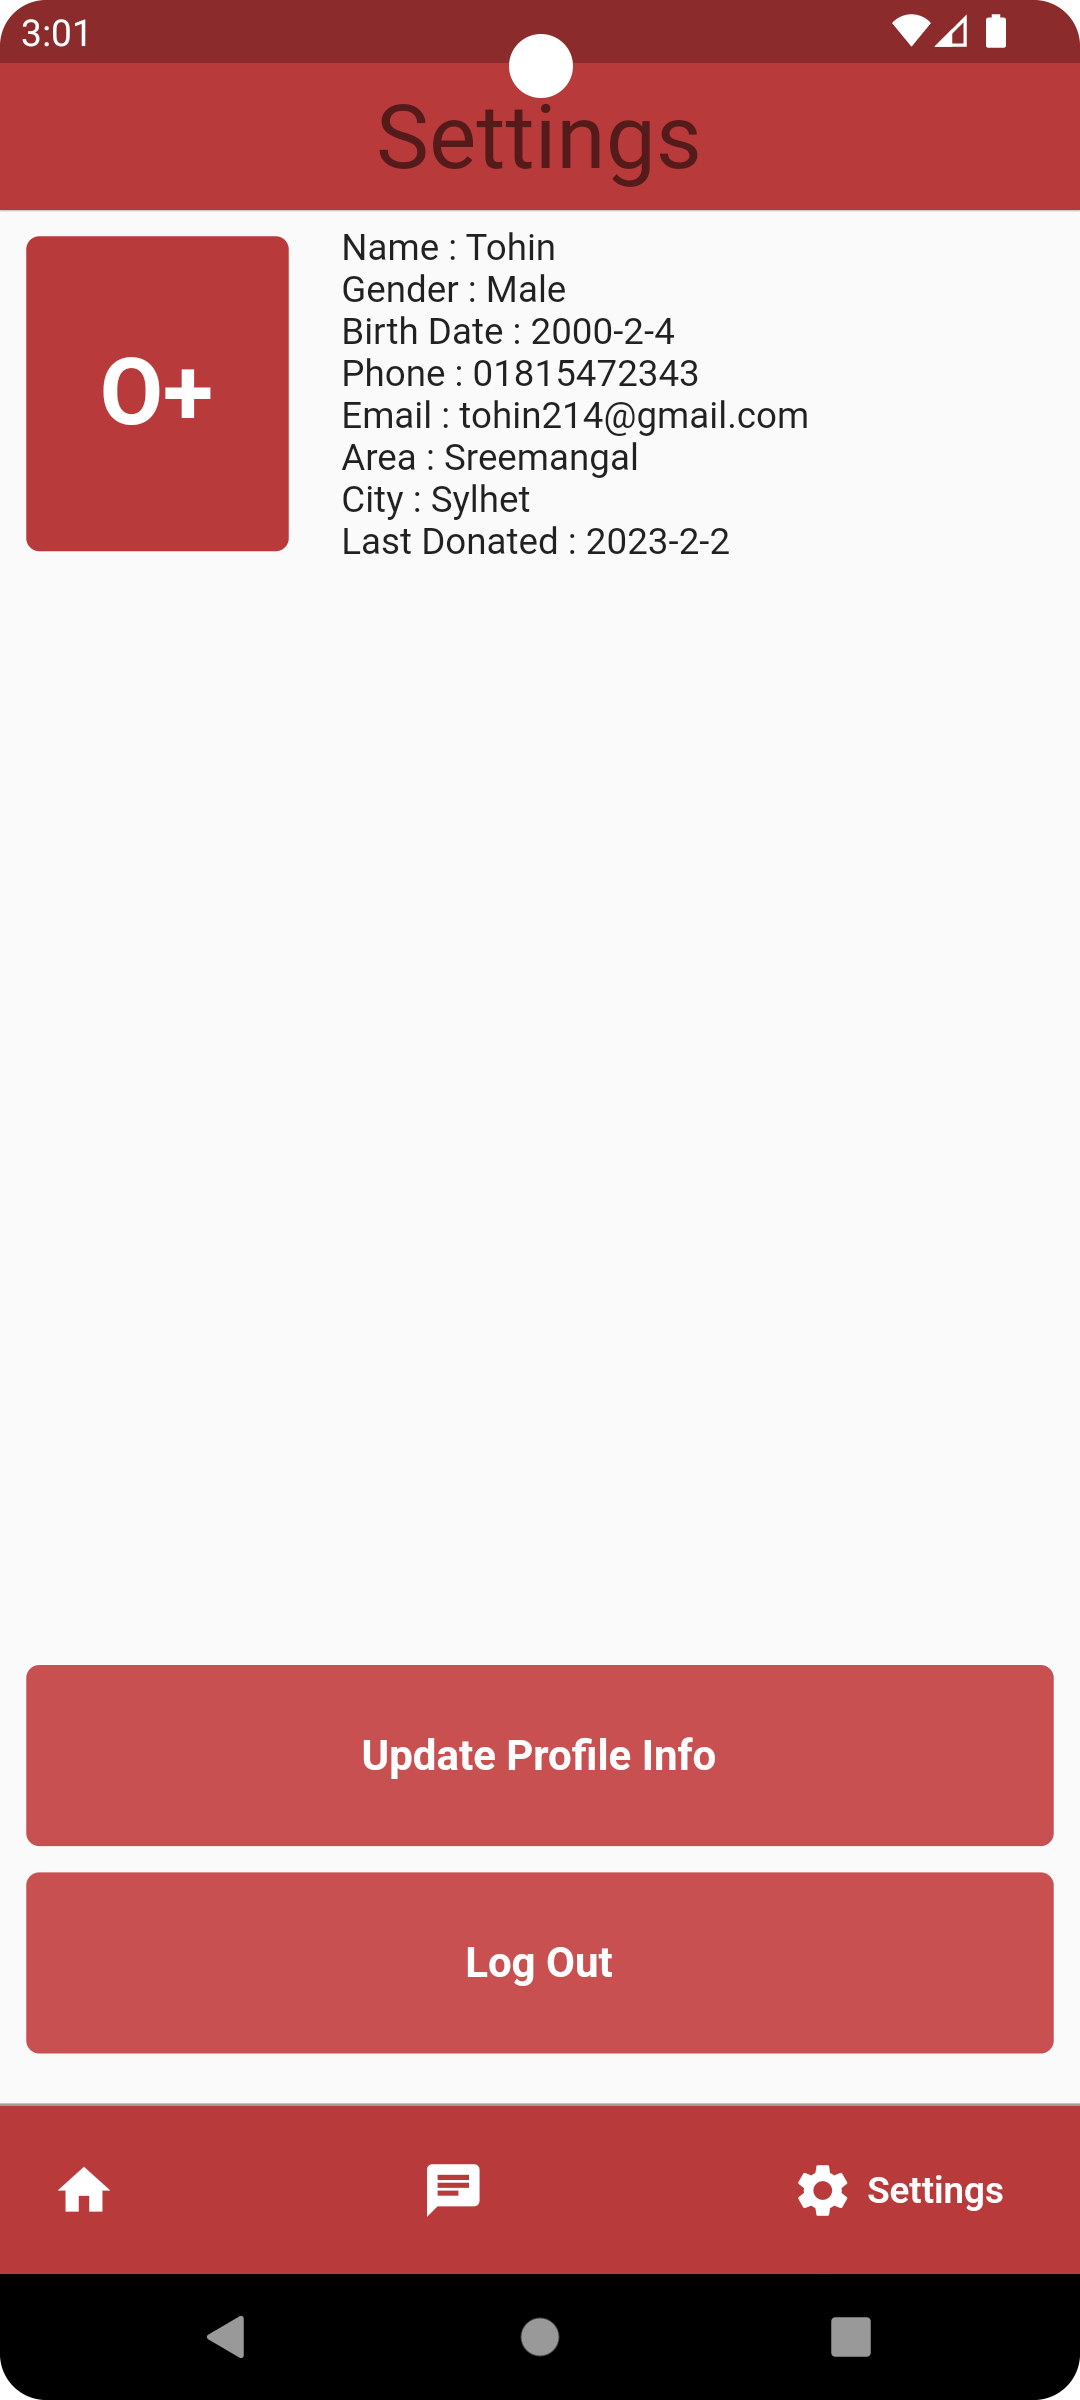 3:01
Settings
O+
Name : Tohin
Gender : Male
Birth Date : 2000-2-4
Phone : 01815472343
Email : tohin214@gmail.com
Area : Sreemangal
City : Sylhet
Last Donated : 2023-2-2
Update Profile Info
Log Out
Settings